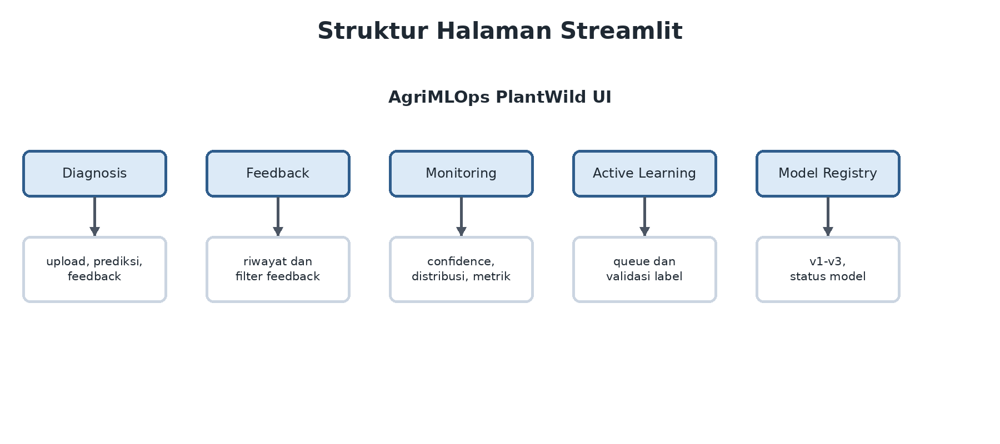 Struktur Halaman Streamlit
AgriMLOps PlantWild UI
Diagnosis
Feedback
Monitoring
Active Learning
Model Registry
upload, prediksi,
feedback
riwayat dan
filter feedback
confidence,
distribusi, metrik
queue dan
validasi label
v1-v3,
status model